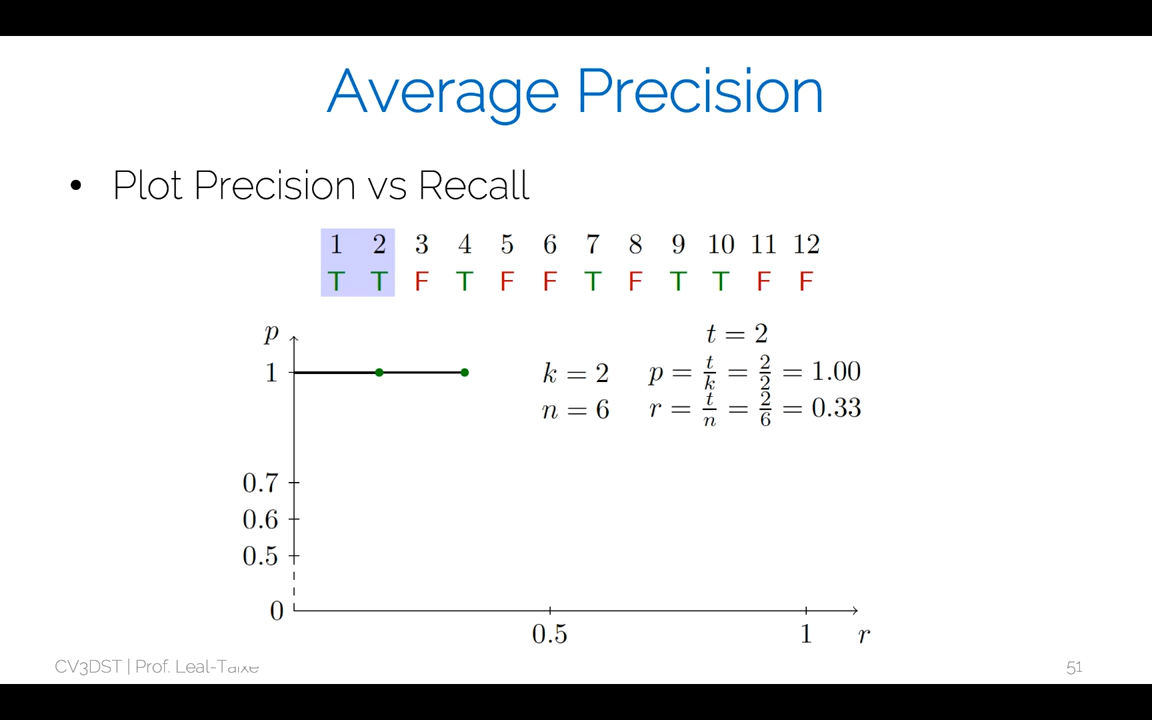 Average Precision
• Plot Precision vs Recall
1 2 3 4 5 6 7 8 9 10 11 12
T T F T F F T F T T F F
p
t = 2
1
k = 2 p = t/k = 2/2 = 1.00
n = 6 r = t/n = 2/6 = 0.33
0.7
0.6
0.5
0
0.5 1 r
CV3DST | Prof. Leal-Taixé 51